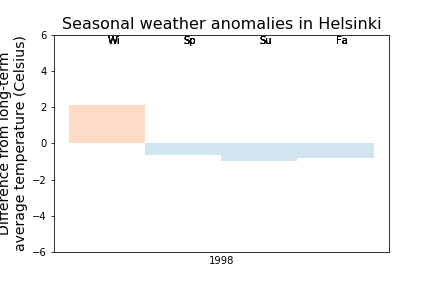 Seasonal weather anomalies in Helsinki
Wi Sp Su Fa
6
4
2
0
−2
−4
−6
Difference from long-term
average temperature (Celsius)
1998